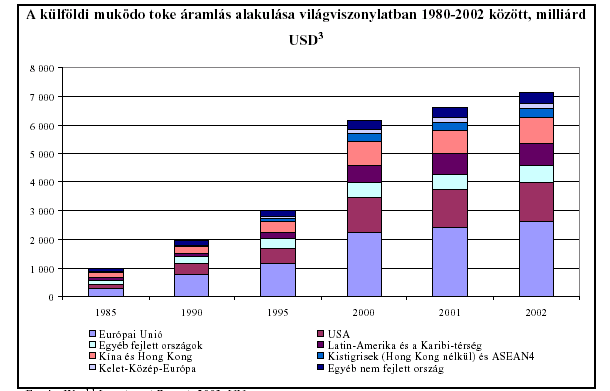 A külföldi muködo toke áramlás alakulása világviszonylatban 1980-2002 között, milliárd
USD3
8 000
7 000
6 000
5 000
4 000
3 000
2 000
1 000
0
1985 1990 1995 2000 2001 2002
Európai Unió USA
Egyéb fejlett országok Latin-Amerika és a Karibi-térség
Kína és Hong Kong Kistigrisek (Hong Kong nélkül) és ASEAN4
Kelet-Közép-Európa Egyéb nem fejlett ország